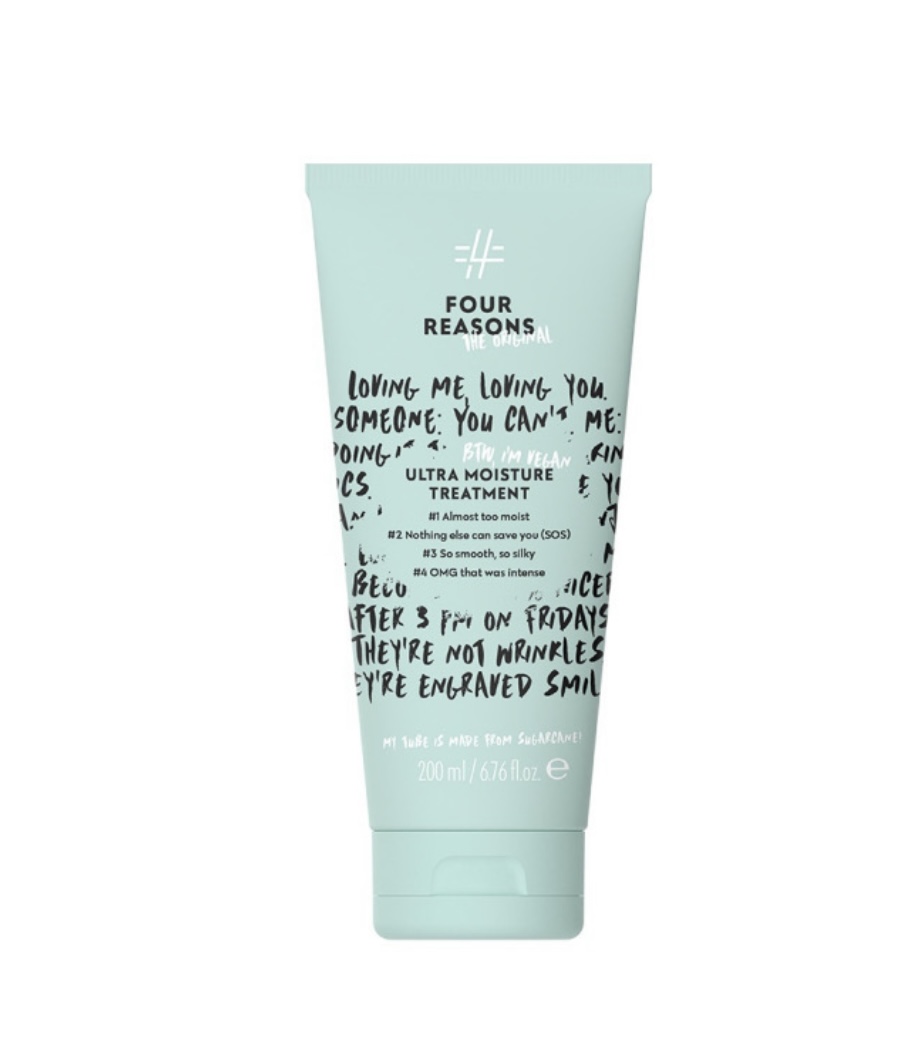 FOUR
REASONS
THE ORIGINAL
LOVING ME, LOVING YOU.
SOMEONE: YOU CAN'T. ME:
BTW, I'M VEGAN
ULTRA MOISTURE
TREATMENT
#1 Almost too moist
#2 Nothing else can save you (SOS)
#3 So smooth, so silky
#4 OMG that was intense
AFTER 3 PM ON FRIDAYS
THEY'RE NOT WRINKLES
EY'RE ENGRAVED SMIL
MY TUBE IS MADE FROM SUGARCANE!
200 ml / 6.76 fl.oz. e